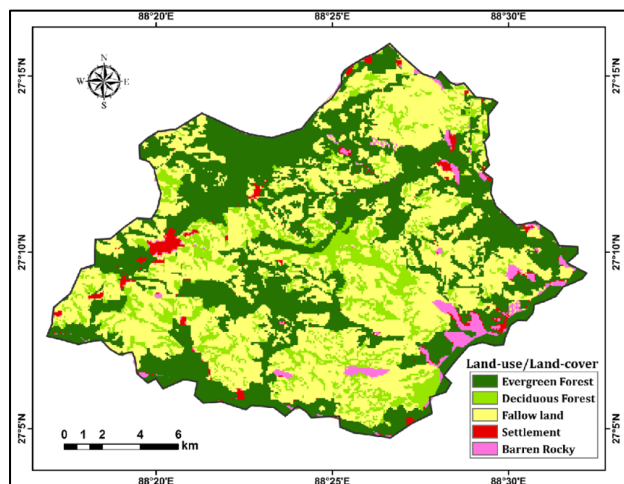 88°20'E 88°25'E 88°30'E
27°15'N 27°15'N
N
W E
S
27°10'N 27°10'N
27°5'N 27°5'N
Land-use/Land-cover
Evergreen Forest
Deciduous Forest
Fallow land
Settlement
Barren Rocky
0 1 2 4 6
km
88°20'E 88°25'E 88°30'E